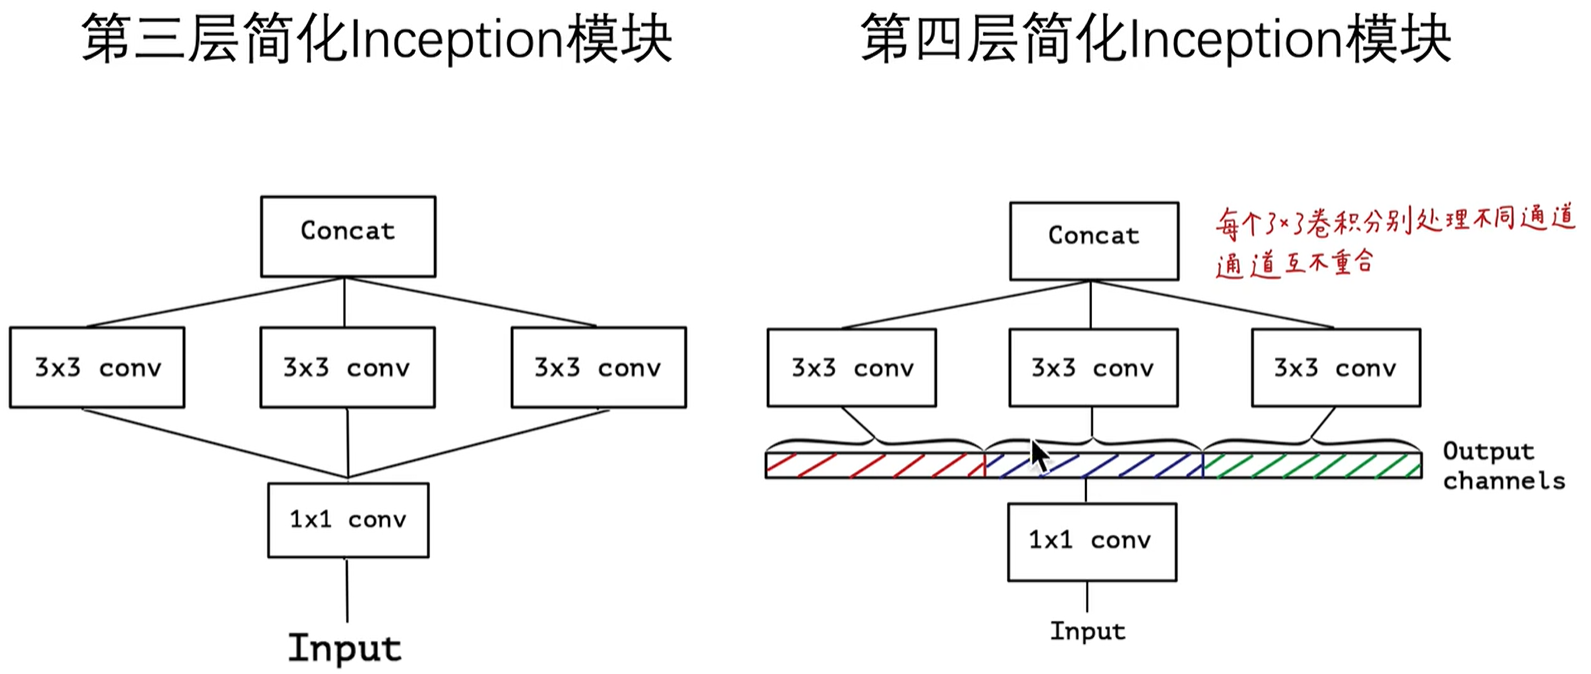 第三层简化Inception模块
Concat
3x3 conv
3x3 conv
3x3 conv
1x1 conv
Input
第四层简化Inception模块
Concat
每个3×3卷积分别处理不同通道
通道互不重合
3x3 conv
3x3 conv
3x3 conv
Output
channels
1x1 conv
Input